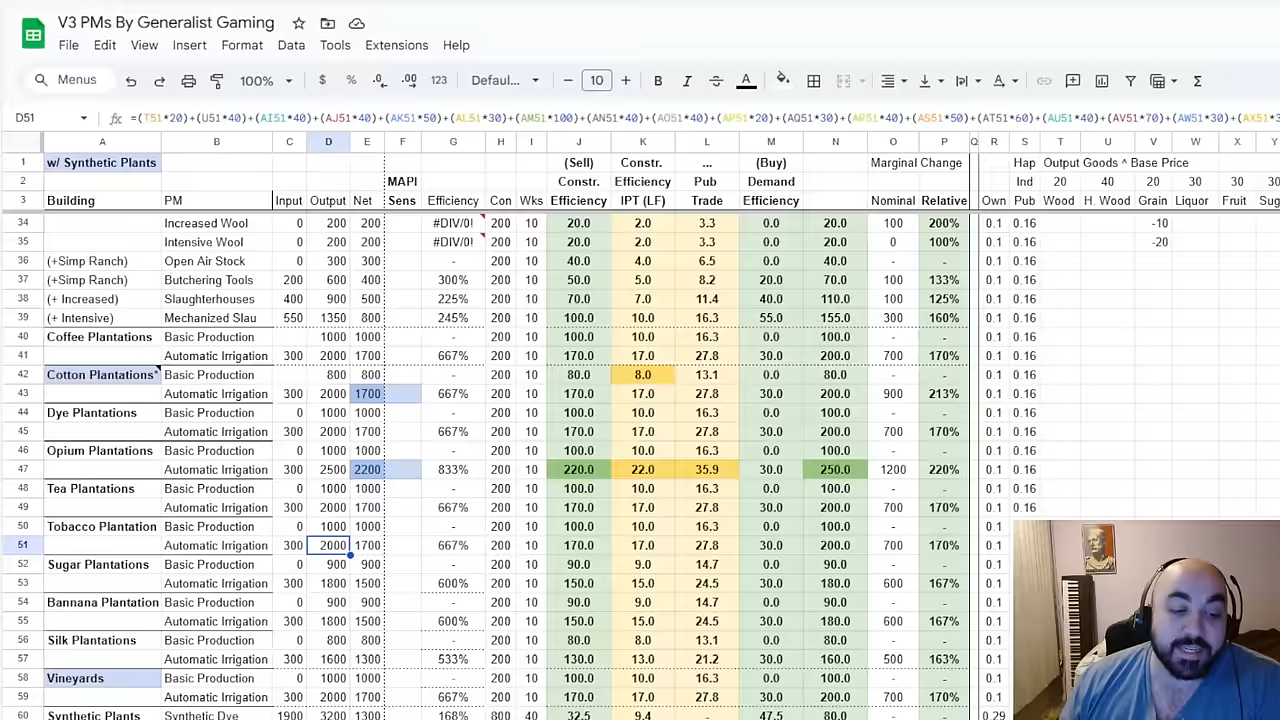 V3 PMs By Generalist Gaming
File Edit View Insert Format Data Tools Extensions Help
Menus 100% $ % .0 .00 123 Defaul... − 10 + B I S A Σ
D51 fx =(T51*20)+(U51*40)+(AI51*40)+(AJ51*40)+(AK51*50)+(AL51*30)+(AM51*100)+(AN51*40)+(AO51*40)+(AP51*20)+(AQ51*30)+(AR51*40)+(AS51*50)+(AT51*60)+(AU51*40)+(AV51*70)+(AW51*30)+(AX51*3
A B C D E F G H I J K L M N O P Q R S T U V W X Y
1 w/ Synthetic Plants (Sell) Constr. ... (Buy) Marginal Change Hap Output Goods ^ Base Price
2 MAPI Constr. Efficiency Pub Demand Ind 20 40 20 30 30 30
3 Building PM Input Output Net Sens Efficiency Con Wks Efficiency IPT (LF) Trade Efficiency Nominal Relative Own Pub Wood H. Wood Grain Liquor Fruit Sug
34 Increased Wool 0 200 200 #DIV/0! 200 10 20.0 2.0 3.3 0.0 20.0 100 200% 0.1 0.16 -10
35 Intensive Wool 0 200 200 #DIV/0! 200 10 20.0 2.0 3.3 0.0 20.0 0 100% 0.1 0.16 -20
36 (+Simp Ranch) Open Air Stock 0 300 300 - 200 10 40.0 4.0 6.5 0.0 40.0 - - 0.1 0.16
37 (+Simp Ranch) Butchering Tools 200 600 400 300% 200 10 50.0 5.0 8.2 20.0 70.0 100 133% 0.1 0.16
38 (+ Increased) Slaughterhouses 400 900 500 225% 200 10 70.0 7.0 11.4 40.0 110.0 100 125% 0.1 0.16
39 (+ Intensive) Mechanized Slau 550 1350 800 245% 200 10 100.0 10.0 16.3 55.0 155.0 300 160% 0.1 0.16
40 Coffee Plantations Basic Production 1000 1000 - 200 10 100.0 10.0 16.3 0.0 100.0 - - 0.1 0.16
41 Automatic Irrigation 300 2000 1700 667% 200 10 170.0 17.0 27.8 30.0 200.0 700 170% 0.1 0.16
42 Cotton Plantations* Basic Production 800 800 - 200 10 80.0 8.0 13.1 0.0 80.0 - - 0.1 0.16
43 Automatic Irrigation 300 2000 1700 667% 200 10 170.0 17.0 27.8 30.0 200.0 900 213% 0.1 0.16
44 Dye Plantations Basic Production 1000 1000 - 200 10 100.0 10.0 16.3 0.0 100.0 - - 0.1 0.16
45 Automatic Irrigation 300 2000 1700 667% 200 10 170.0 17.0 27.8 30.0 200.0 700 170% 0.1 0.16
46 Opium Plantations Basic Production 1000 1000 - 200 10 100.0 10.0 16.3 0.0 100.0 - - 0.1 0.16
47 Automatic Irrigation 300 2500 2200 833% 200 10 220.0 22.0 35.9 30.0 250.0 1200 220% 0.1 0.16
48 Tea Plantations Basic Production 1000 1000 - 200 10 100.0 10.0 16.3 0.0 100.0 - - 0.1 0.16
49 Automatic Irrigation 300 2000 1700 667% 200 10 170.0 17.0 27.8 30.0 200.0 700 170% 0.1 0.16
50 Tobacco Plantation Basic Production 1000 1000 - 200 10 100.0 10.0 16.3 0.0 100.0 - - 0.1
51 Automatic Irrigation 300 2000 1700 667% 200 10 170.0 17.0 27.8 30.0 200.0 700 170% 0.1
52 Sugar Plantations Basic Production 900 900 - 200 10 90.0 9.0 14.7 0.0 90.0 - - 0.1
53 Automatic Irrigation 300 1800 1500 600% 200 10 150.0 15.0 24.5 30.0 180.0 600 167% 0.1
54 Bannana Plantation Basic Production 900 900 - 200 10 90.0 9.0 14.7 0.0 90.0 - - 0.1
55 Automatic Irrigation 300 1800 1500 600% 200 10 150.0 15.0 24.5 30.0 180.0 600 167% 0.1
56 Silk Plantations Basic Production 800 800 - 200 10 80.0 8.0 13.1 0.0 80.0 - - 0.1
57 Automatic Irrigation 300 1600 1300 533% 200 10 130.0 13.0 21.2 30.0 160.0 500 163% 0.1
58 Vineyards Basic Production 1000 1000 - 200 10 100.0 10.0 16.3 0.0 100.0 - - 0.1
59 Automatic Irrigation 300 2000 1700 667% 200 10 170.0 17.0 27.8 30.0 200.0 700 170% 0.1
60 Synthetic Plants Synthetic Dye 1900 3200 1300 168% 800 40 32.5 9.4 - 47.5 80.0 - - 0.29